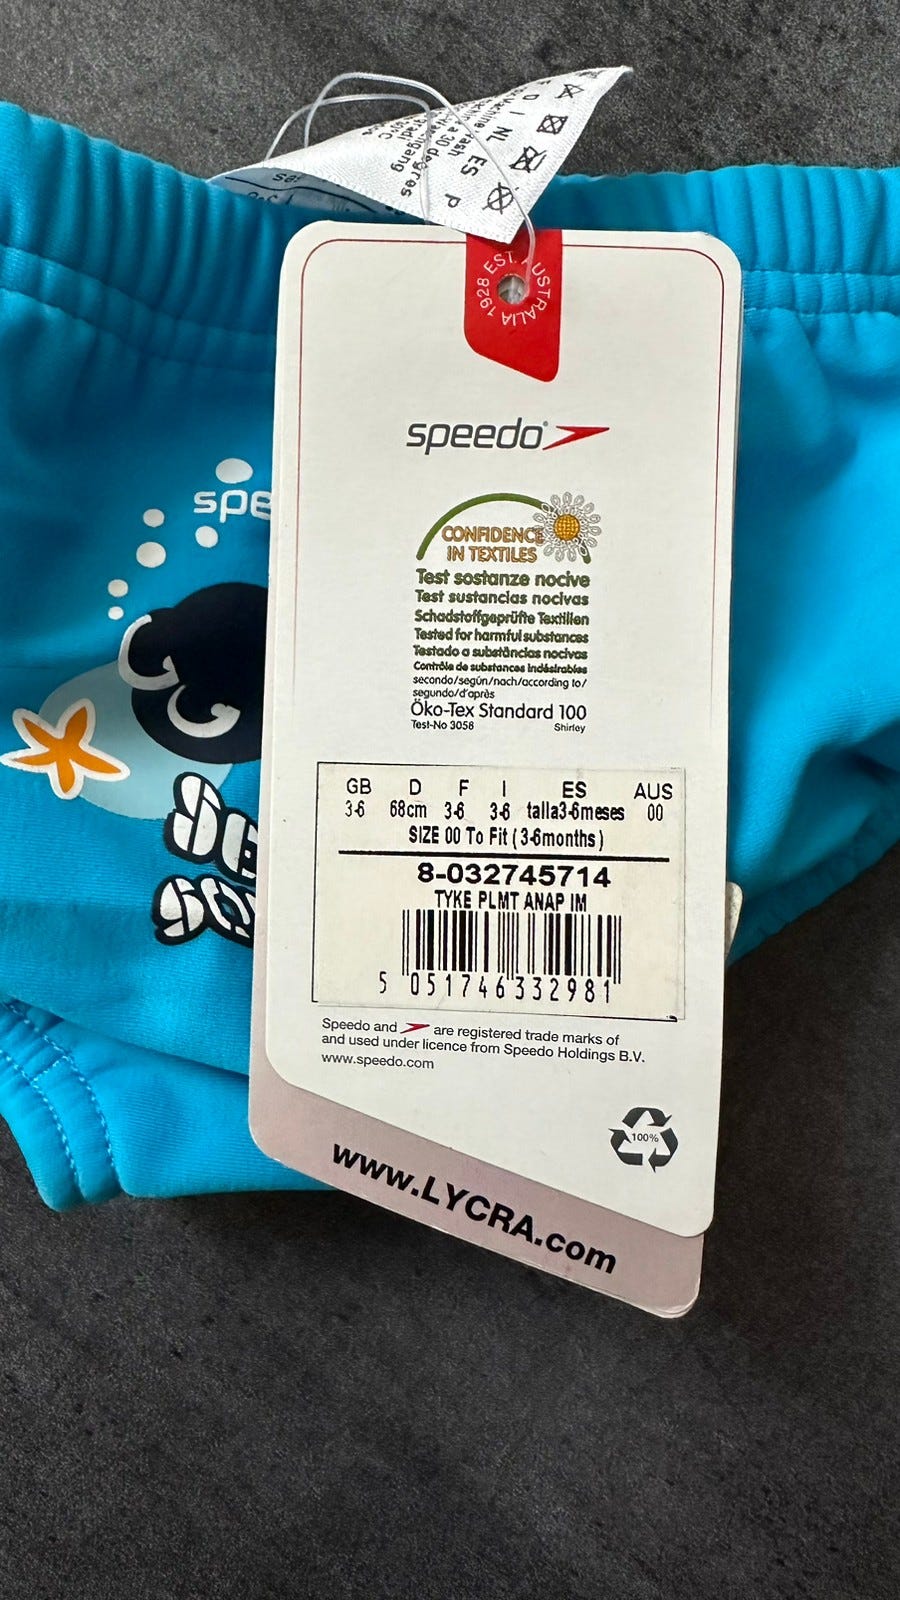 D I NL ES P
1928 EST. AUSTRALIA
speedo
spe
CONFIDENCE
IN TEXTILES
Test sostanze nocive
Test sustancias nocivas
Schadstoffgeprüfte Textilien
Tested for harmful substances
Testado a substâncias nocivas
Contrôle de substances indésirables
secondo/según/nach/according to/
segundo/d'après
Öko-Tex Standard 100
Test-No 3058 Shirley
GB D F I ES AUS
3-6 68cm 3-6 3-6 talla3-6meses 00
SIZE 00 To Fit (3-6months)
8-032745714
TYKE PLMT ANAP IM
5 051746 332981
Speedo and are registered trade marks of
and used under licence from Speedo Holdings B.V.
www.speedo.com
100%
www.LYCRA.com